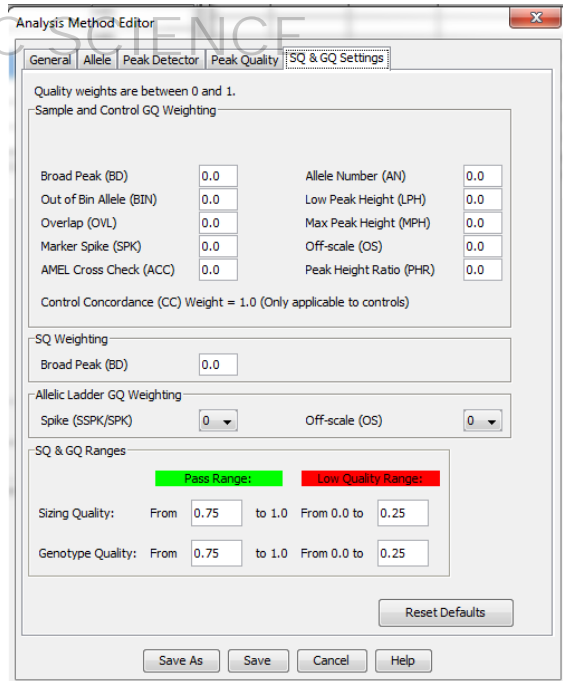 Analysis Method Editor
C SCIENCE
General Allele Peak Detector Peak Quality SQ & GQ Settings
Quality weights are between 0 and 1.
Sample and Control GQ Weighting
Broad Peak (BD) 0.0 Allele Number (AN) 0.0
Out of Bin Allele (BIN) 0.0 Low Peak Height (LPH) 0.0
Overlap (OVL) 0.0 Max Peak Height (MPH) 0.0
Marker Spike (SPK) 0.0 Off-scale (OS) 0.0
AMEL Cross Check (ACC) 0.0 Peak Height Ratio (PHR) 0.0
Control Concordance (CC) Weight = 1.0 (Only applicable to controls)
SQ Weighting
Broad Peak (BD) 0.0
Allelic Ladder GQ Weighting
Spike (SSPK/SPK) 0 Off-scale (OS) 0
SQ & GQ Ranges
Pass Range: Low Quality Range:
Sizing Quality: From 0.75 to 1.0 From 0.0 to 0.25
Genotype Quality: From 0.75 to 1.0 From 0.0 to 0.25
Reset Defaults
Save As Save Cancel Help